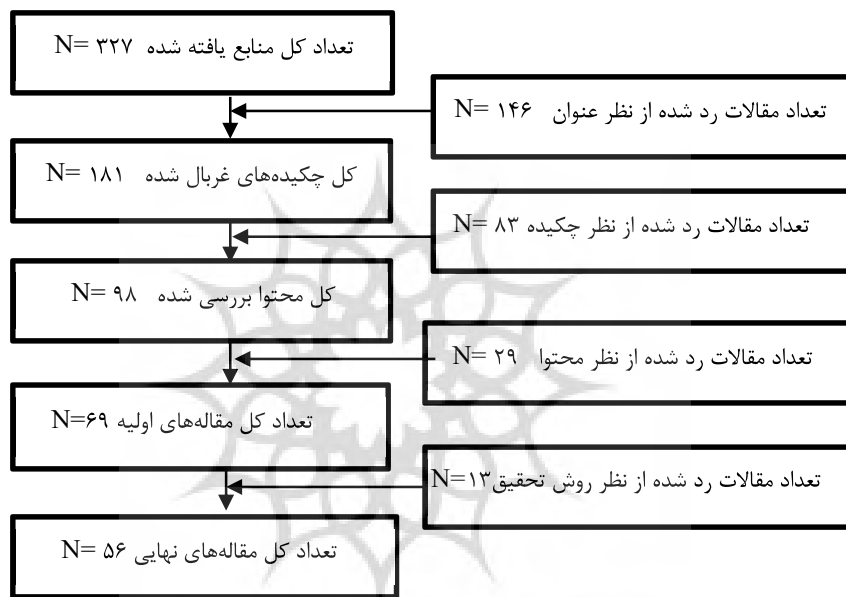 تعداد کل منابع یافته شده N= ۳۲۷
تعداد مقالات رد شده از نظر عنوان N= ۱۴۶
کل چکیده‌های غربال شده N= ۱۸۱
تعداد مقالات رد شده از نظر چکیده N= ۸۳
کل محتوا بررسی شده N= ۹۸
تعداد مقالات رد شده از نظر محتوا N= ۲۹
تعداد کل مقاله‌های اولیه N=۶۹
تعداد مقالات رد شده از نظر روش تحقیق N=۱۳
تعداد کل مقاله‌های نهایی N= ۵۶